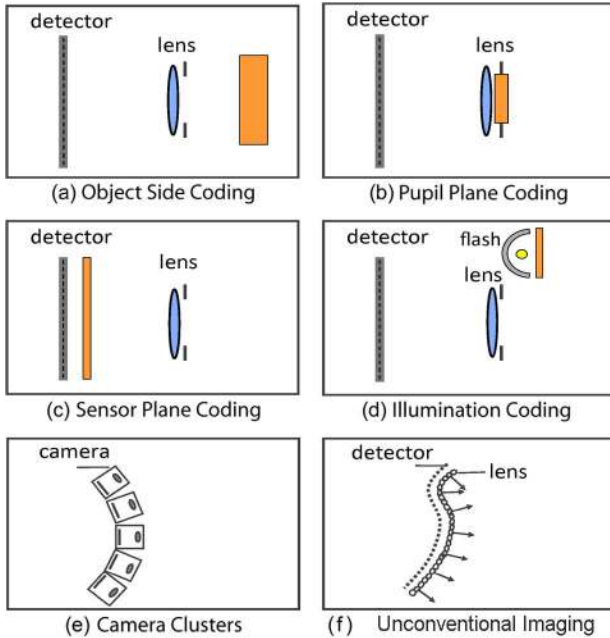 detector
lens
(a) Object Side Coding
detector
lens
(b) Pupil Plane Coding
detector
lens
(c) Sensor Plane Coding
detector
flash
lens
(d) Illumination Coding
camera
(e) Camera Clusters
detector
lens
(f) Unconventional Imaging